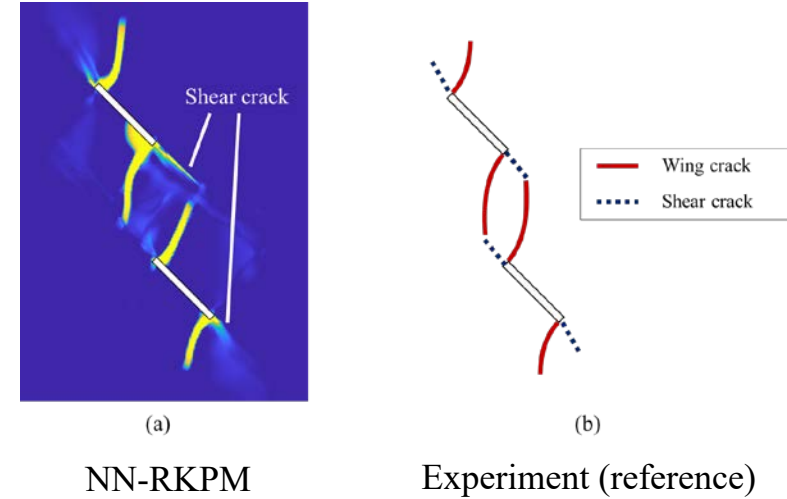 Shear crack
Wing crack
Shear crack
(a)
(b)
NN-RKPM
Experiment (reference)